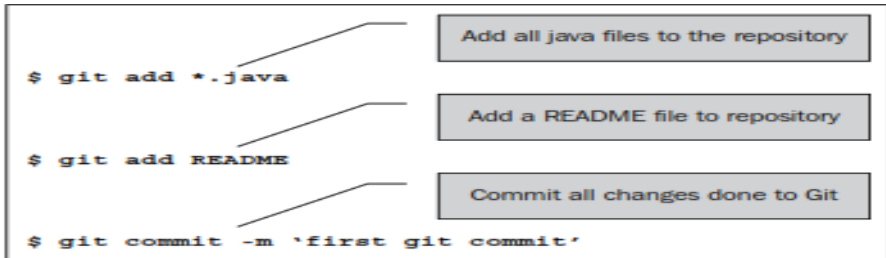 Add all java files to the repository
$ git add *.java
Add a README file to repository
$ git add README
Commit all changes done to Git
$ git commit -m ‘first git commit’